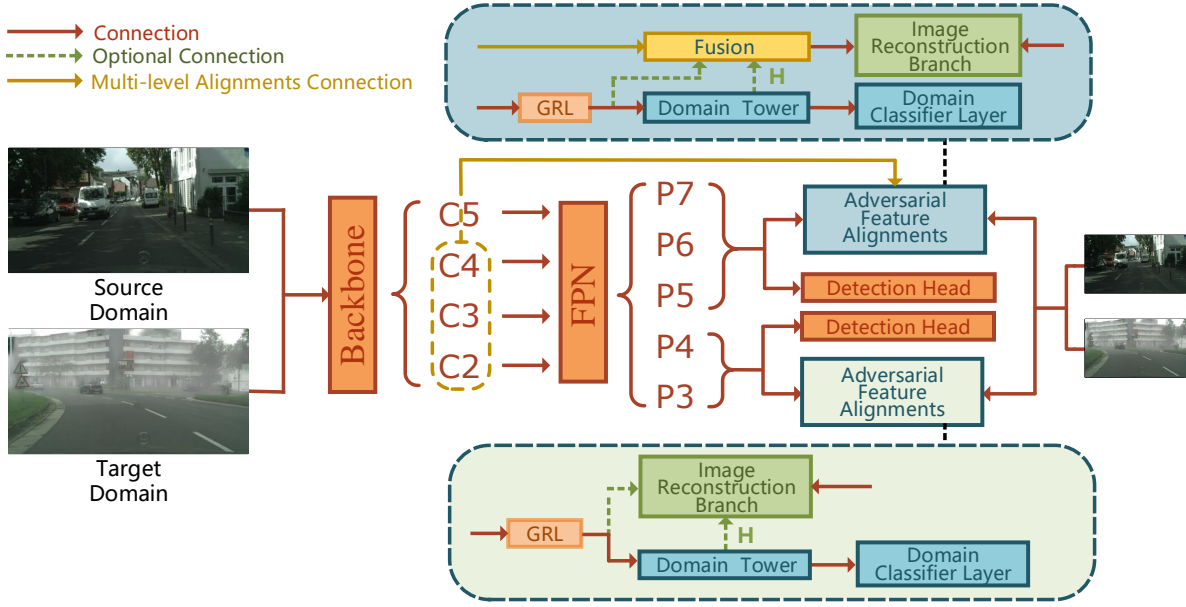 Connection
Optional Connection
Multi-level Alignments Connection
Fusion
Image
Reconstruction
Branch
H
GRL
Domain Tower
Domain
Classifier Layer
Source
Domain
Target
Domain
Backbone
C5
C4
C3
C2
FPN
P7
P6
P5
P4
P3
Adversarial
Feature
Alignments
Detection Head
Detection Head
Adversarial
Feature
Alignments
Image
Reconstruction
Branch
H
GRL
Domain Tower
Domain
Classifier Layer